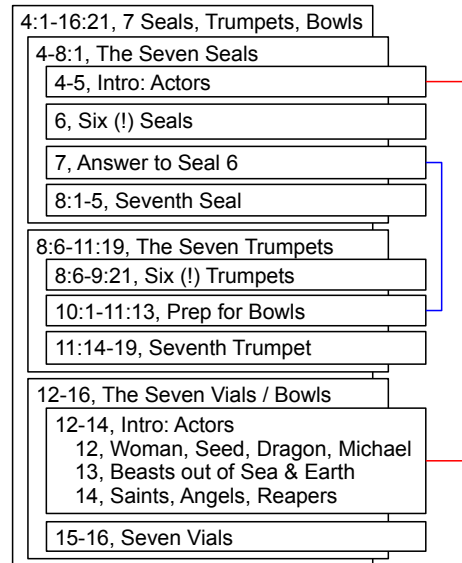 4:1-16:21, 7 Seals, Trumpets, Bowls
4-8:1, The Seven Seals
4-5, Intro: Actors
6, Six (!) Seals
7, Answer to Seal 6
8:1-5, Seventh Seal
8:6-11:19, The Seven Trumpets
8:6-9:21, Six (!) Trumpets
10:1-11:13, Prep for Bowls
11:14-19, Seventh Trumpet
12-16, The Seven Vials / Bowls
12-14, Intro: Actors
12, Woman, Seed, Dragon, Michael
13, Beasts out of Sea & Earth
14, Saints, Angels, Reapers
15-16, Seven Vials